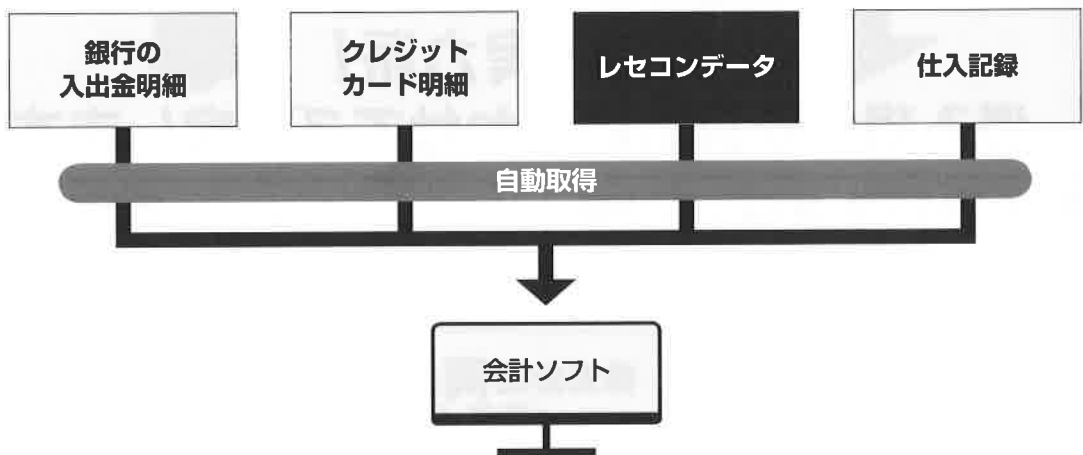 銀行の
入出金明細
クレジット
カード明細
レセコンデータ
仕入記録
自動取得
会計ソフト